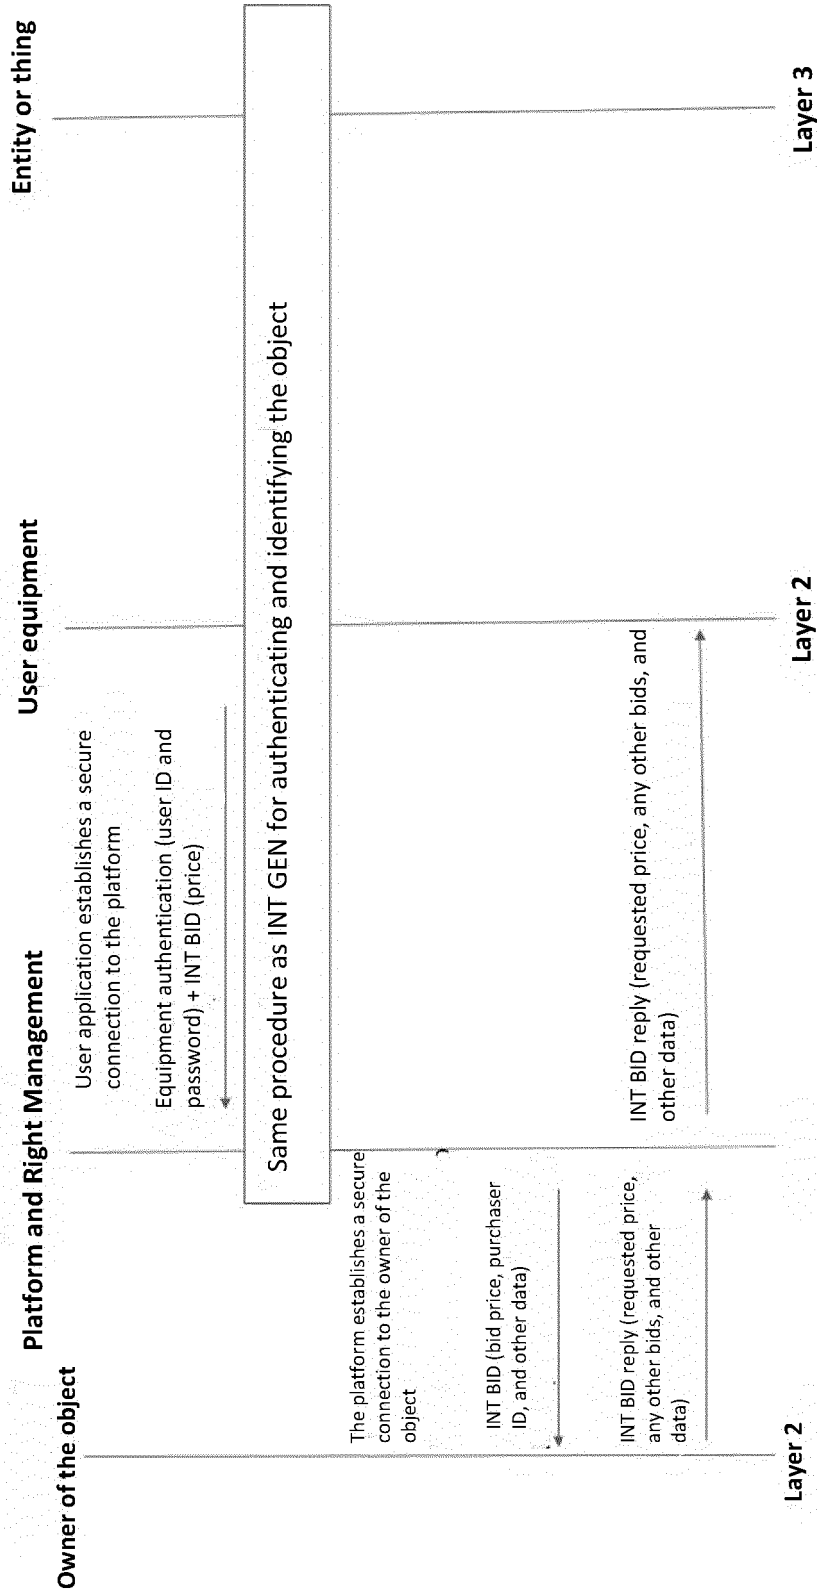 Owner of the object
Platform and Right Management
User equipment
Entity or thing
User application establishes a secure
connection to the platform
Equipment authentication (user ID and
password) + INT BID (price)
Same procedure as INT GEN for authenticating and identifying the object
The platform establishes a secure
connection to the owner of the
object
INT BID (bid price, purchaser
ID, and other data)
INT BID reply (requested price,
any other bids, and other
data)
INT BID reply (requested price, any other bids, and
other data)
Layer 2
Layer 2
Layer 3